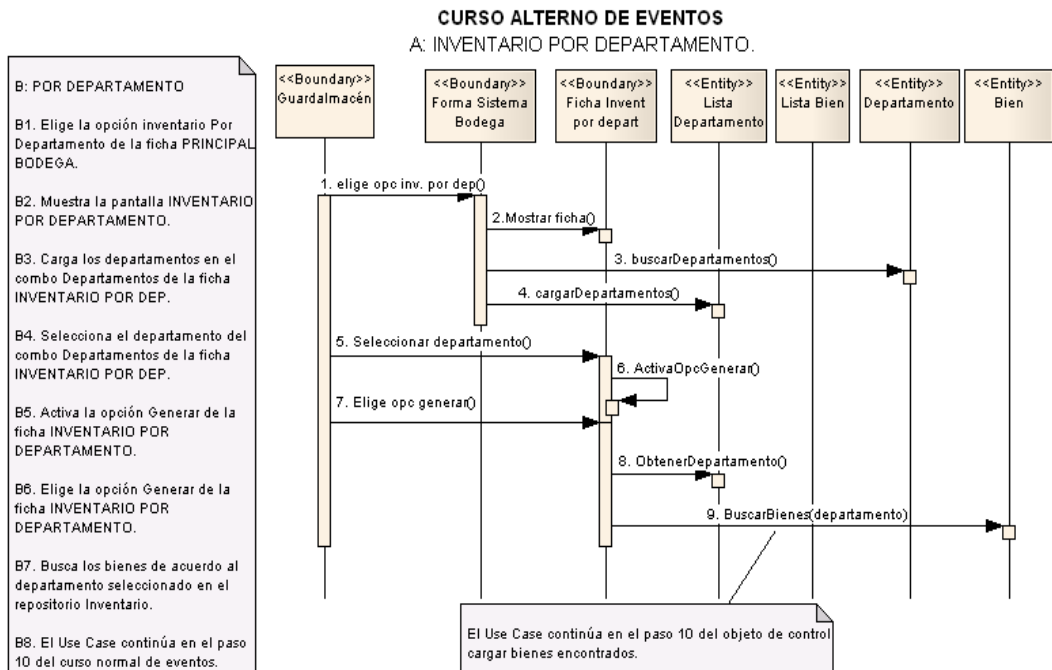 CURSO ALTERNO DE EVENTOS
A: INVENTARIO POR DEPARTAMENTO.
B: POR DEPARTAMENTO
B1. Elige la opción inventario Por
Departamento de la ficha PRINCIPAL
BODEGA.
B2. Muestra la pantalla INVENTARIO
POR DEPARTAMENTO.
B3. Carga los departamentos en el
combo Departamentos de la ficha
INVENTARIO POR DEP.
B4. Selecciona el departamento del
combo Departamentos de la ficha
INVENTARIO POR DEP.
B5. Activa la opción Generar de la
ficha INVENTARIO POR
DEPARTAMENTO.
B6. Elige la opción Generar de la
ficha INVENTARIO POR
DEPARTAMENTO.
B7. Busca los bienes de acuerdo al
departamento seleccionado en el
repositorio Inventario.
B8. El Use Case continúa en el paso
10 del curso normal de eventos.
<<Boundary>>
Guardalmacén
<<Boundary>>
Forma Sistema
Bodega
<<Boundary>>
Ficha Invent
por depart
<<Entity>>
Lista
Departamento
<<Entity>>
Lista Bien
<<Entity>>
Departamento
<<Entity>>
Bien
1. elige opc inv. por dep()
2.Mostrar ficha()
3. buscarDepartamentos()
4. cargarDepartamentos()
5. Seleccionar departamento()
6. ActivaOpcGenerar()
7. Elige opc generar()
8. ObtenerDepartamento()
9. BuscarBienes(departamento)
El Use Case continúa en el paso 10 del objeto de control
cargar bienes encontrados.